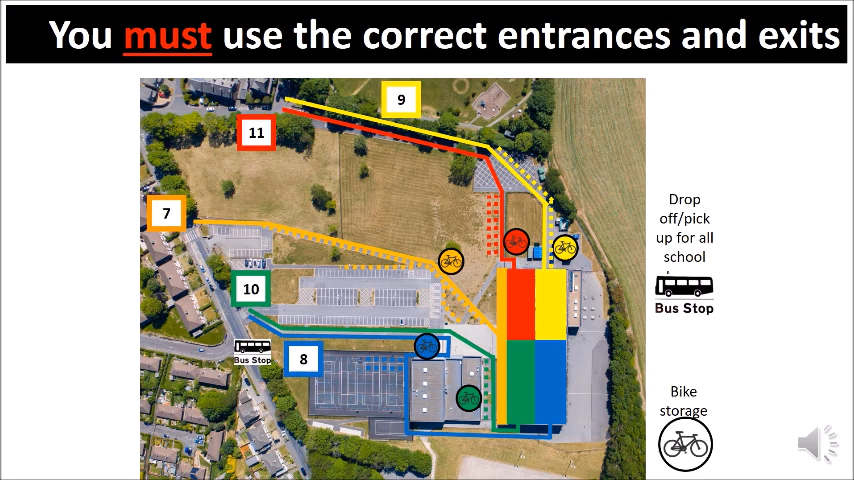 You must use the correct entrances and exits
9
11
7
10
8
Bus Stop
Drop
off/pick
up for all
school
Bus Stop
Bike
storage